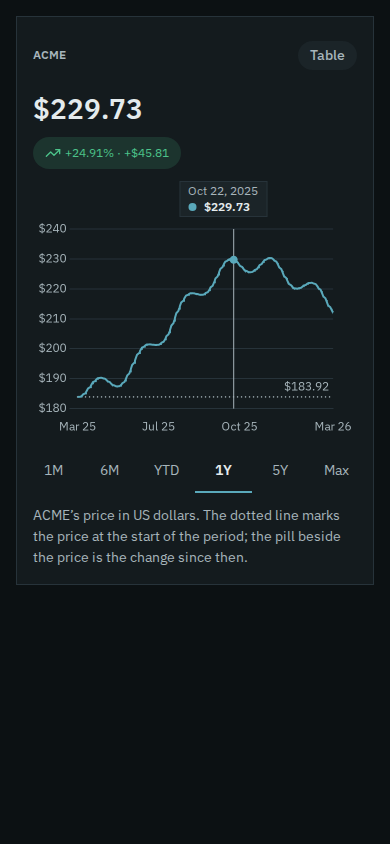 ACME
Table
$229.73
+24.91% · +$45.81
Oct 22, 2025
$229.73
$240
$230
$220
$210
$200
$190
$183.92
$180
Mar 25 Jul 25 Oct 25 Mar 26
1M 6M YTD 1Y 5Y Max
ACME’s price in US dollars. The dotted line marks
the price at the start of the period; the pill beside
the price is the change since then.